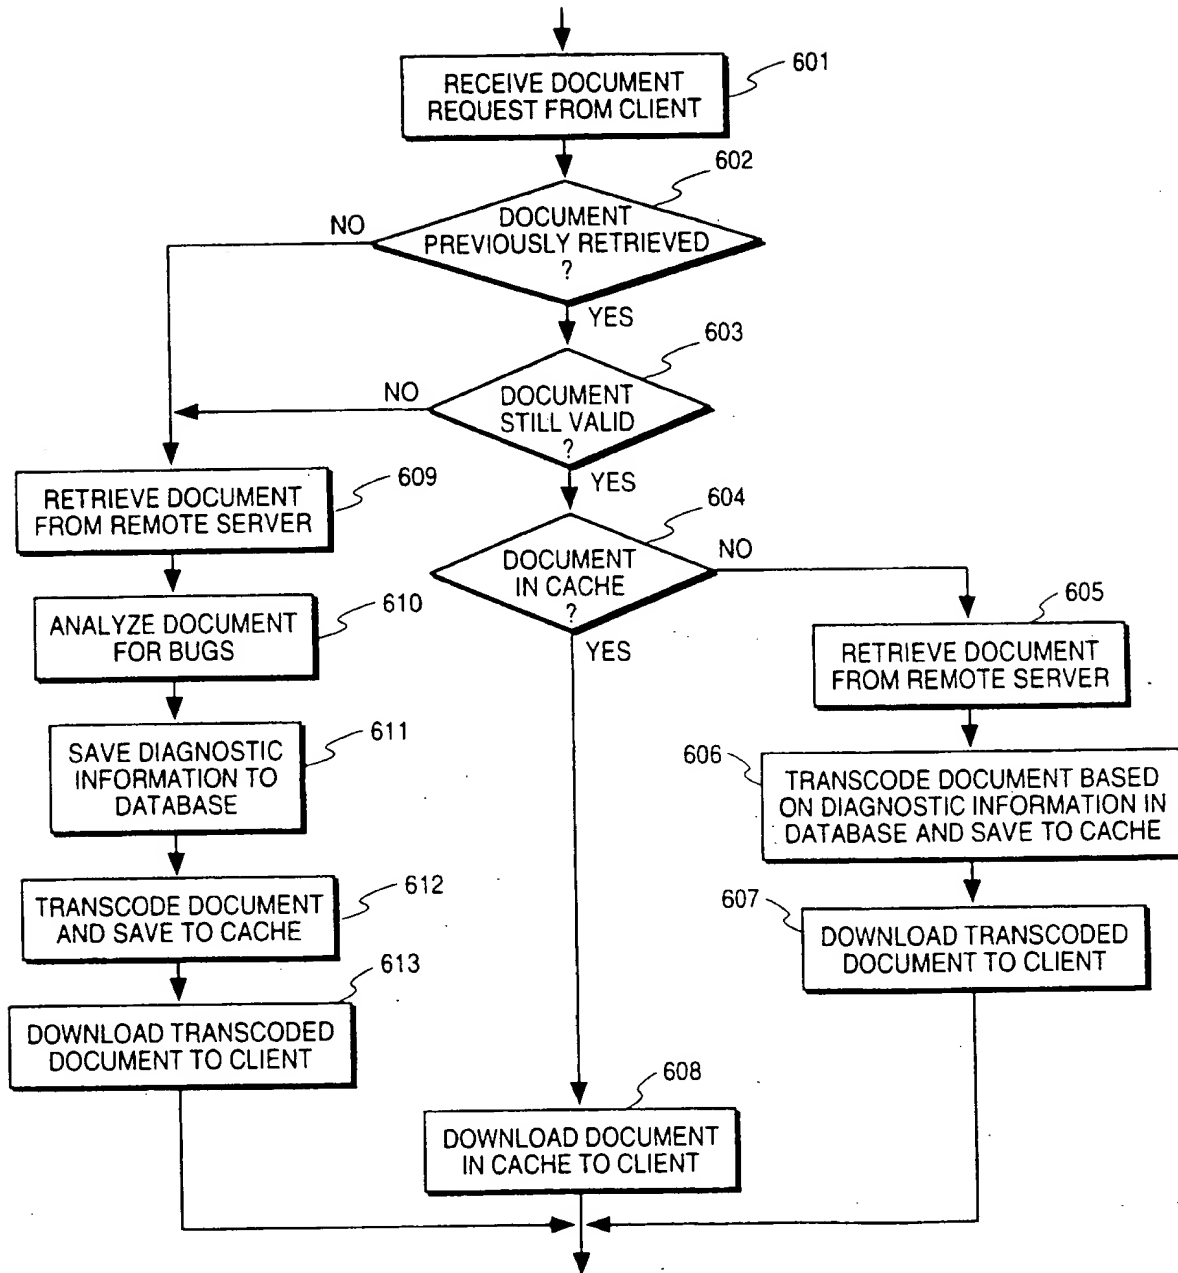 RECEIVE DOCUMENT
REQUEST FROM CLIENT
601
602
DOCUMENT
PREVIOUSLY RETRIEVED
?
NO
YES
603
DOCUMENT
STILL VALID
?
NO
YES
604
DOCUMENT
IN CACHE
?
NO
YES
605
RETRIEVE DOCUMENT
FROM REMOTE SERVER
606
TRANSCODE DOCUMENT BASED
ON DIAGNOSTIC INFORMATION IN
DATABASE AND SAVE TO CACHE
607
DOWNLOAD TRANSCODED
DOCUMENT TO CLIENT
608
DOWNLOAD DOCUMENT
IN CACHE TO CLIENT
609
RETRIEVE DOCUMENT
FROM REMOTE SERVER
610
ANALYZE DOCUMENT
FOR BUGS
611
SAVE DIAGNOSTIC
INFORMATION TO
DATABASE
612
TRANSCODE DOCUMENT
AND SAVE TO CACHE
613
DOWNLOAD TRANSCODED
DOCUMENT TO CLIENT